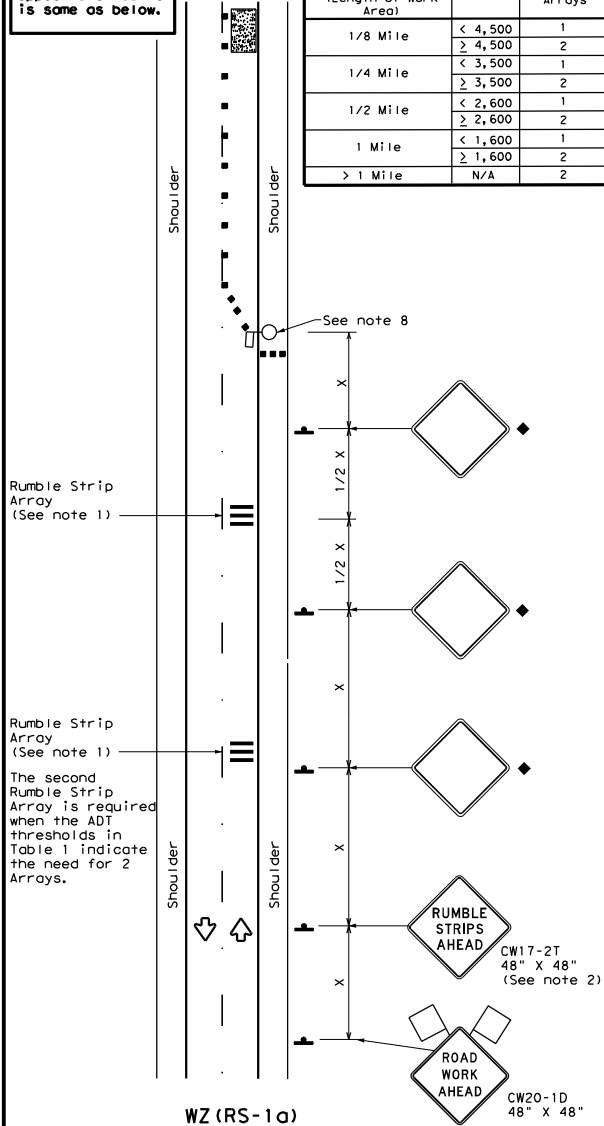 is same as below.
Area)
Arrays
1/8 Mile
< 4,500
1
≥ 4,500
2
1/4 Mile
< 3,500
1
≥ 3,500
2
1/2 Mile
< 2,600
1
≥ 2,600
2
1 Mile
< 1,600
1
≥ 1,600
2
> 1 Mile
N/A
2
Shoulder
Shoulder
See note 8
X
1/2 X
Rumble Strip
Array
(See note 1)
1/2 X
X
Rumble Strip
Array
(See note 1)
The second
Rumble Strip
Array is required
when the ADT
thresholds in
Table 1 indicate
the need for 2
Arrays.
X
Shoulder
Shoulder
RUMBLE
STRIPS
AHEAD
CW17-2T
48" X 48"
(See note 2)
X
ROAD
WORK
AHEAD
CW20-1D
48" X 48"
WZ(RS-1a)